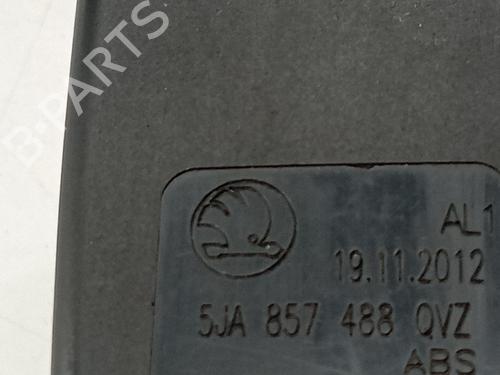 B-PARTS
AL1
19.11.2012
5JA 857 488 QVZ
ABS